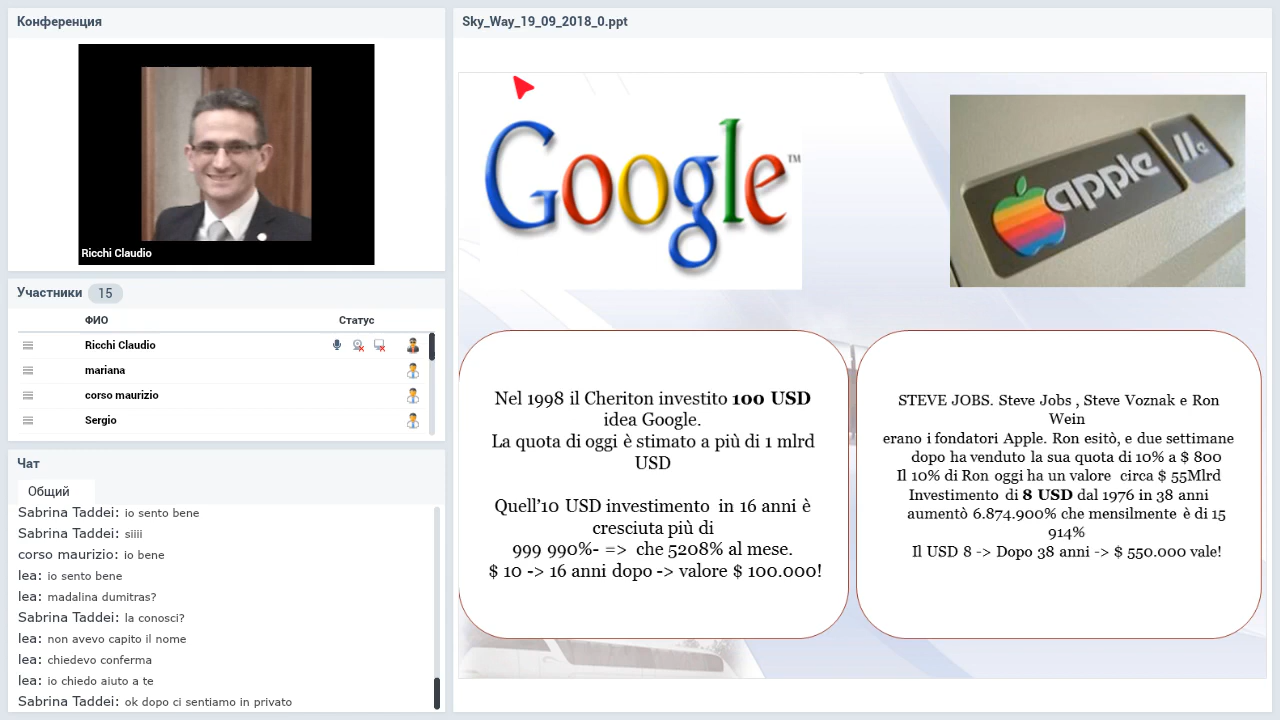 Конференция
Ricchi Claudio
Участники 15
ФИО Статус
Ricchi Claudio
mariana
corso maurizio
Sergio
Чат
Общий
Sabrina Taddei: io sento bene
Sabrina Taddei: siiii
corso maurizio: io bene
lea: io sento bene
lea: madalina dumitras?
Sabrina Taddei: la conosci?
lea: non avevo capito il nome
lea: chiedevo conferma
lea: io chiedo aiuto a te
Sabrina Taddei: ok dopo ci sentiamo in privato
Sky_Way_19_09_2018_0.ppt
Google™
apple IIe
Nel 1998 il Cheriton investito 100 USD
idea Google.
La quota di oggi è stimato a più di 1 mlrd
USD
Quell'10 USD investimento in 16 anni è
cresciuta più di
999 990%- => che 5208% al mese.
$ 10 -> 16 anni dopo -> valore $ 100.000!
STEVE JOBS. Steve Jobs , Steve Voznak e Ron
Wein
erano i fondatori Apple. Ron esitò, e due settimane
dopo ha venduto la sua quota di 10% a $ 800
Il 10% di Ron oggi ha un valore circa $ 55Mlrd
Investimento di 8 USD dal 1976 in 38 anni
aumentò 6.874.900% che mensilmente è di 15
914%
Il USD 8 -> Dopo 38 anni -> $ 550.000 vale!